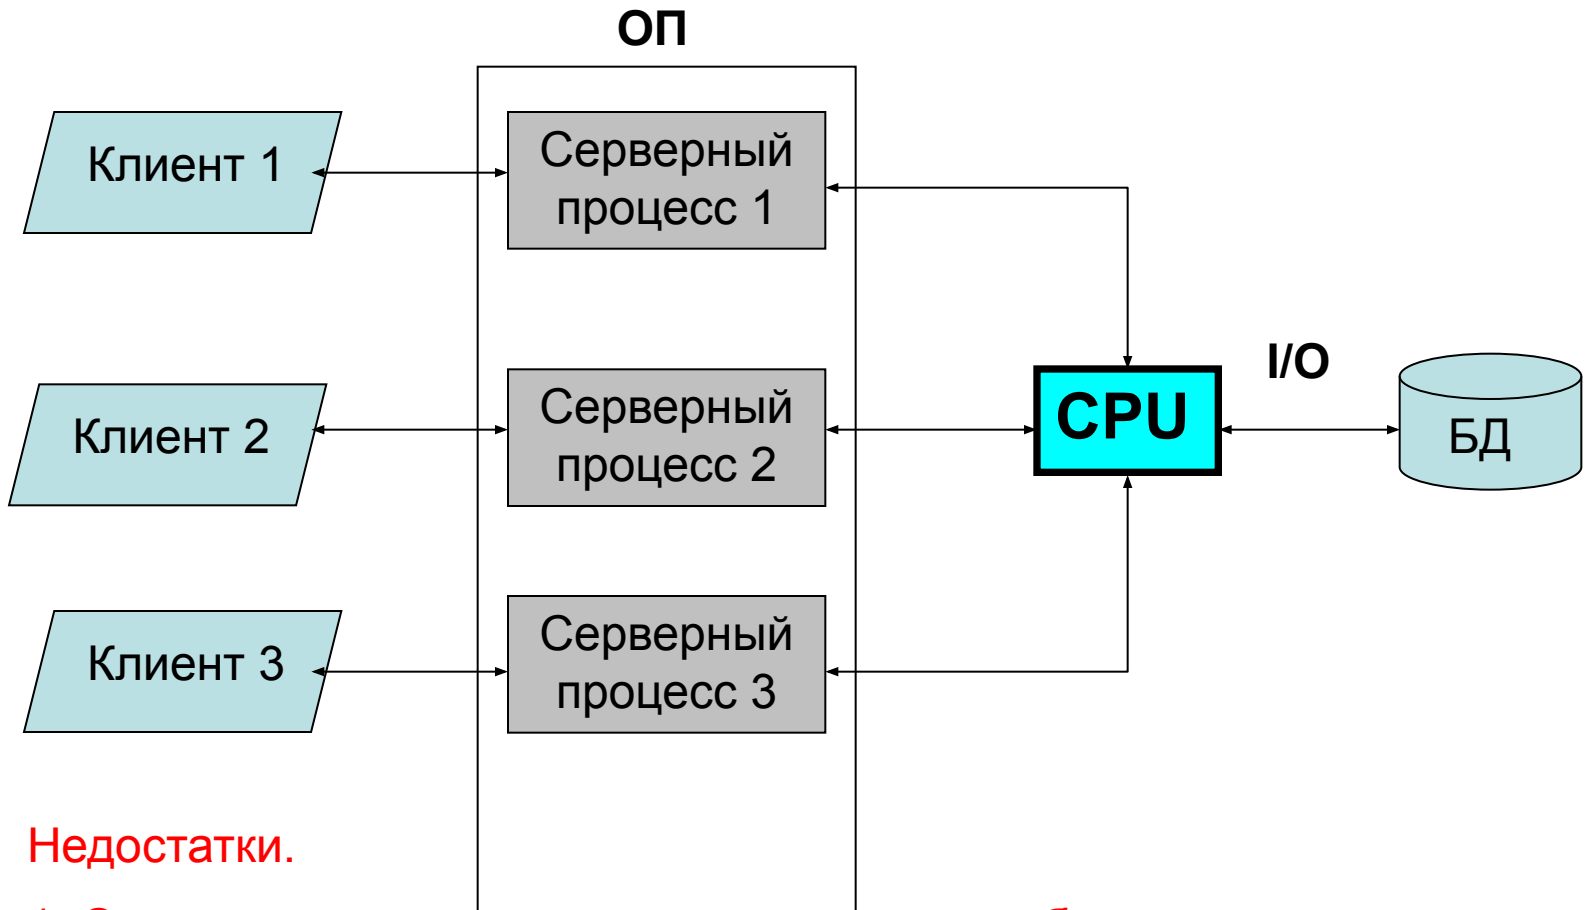 ОП
Клиент 1
Серверный
процесс 1
Клиент 2
Серверный
процесс 2
CPU
I/O
БД
Клиент 3
Серверный
процесс 3
Недостатки.